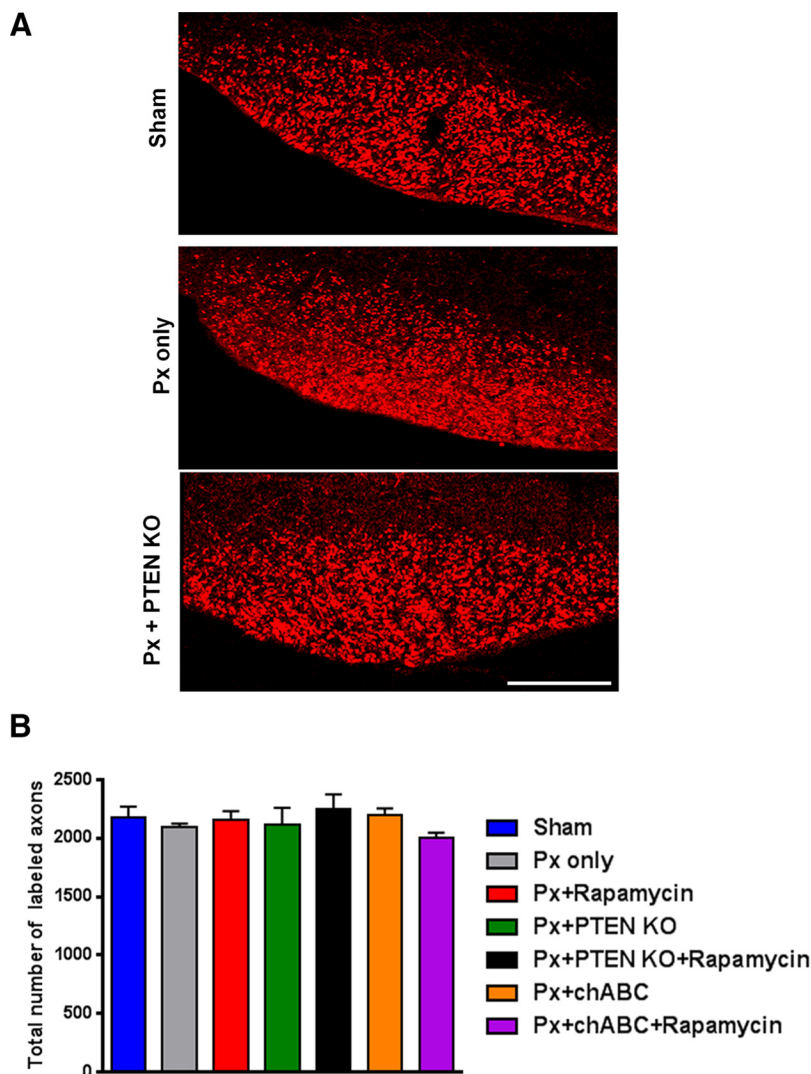 A
Sham
Px only
Px + PTEN KO
B
Total number of labeled axons
2500
2000
1500
1000
500
0
Sham
Px only
Px+Rapamycin
Px+PTEN KO
Px+PTEN KO+Rapamycin
Px+chABC
Px+chABC+Rapamycin